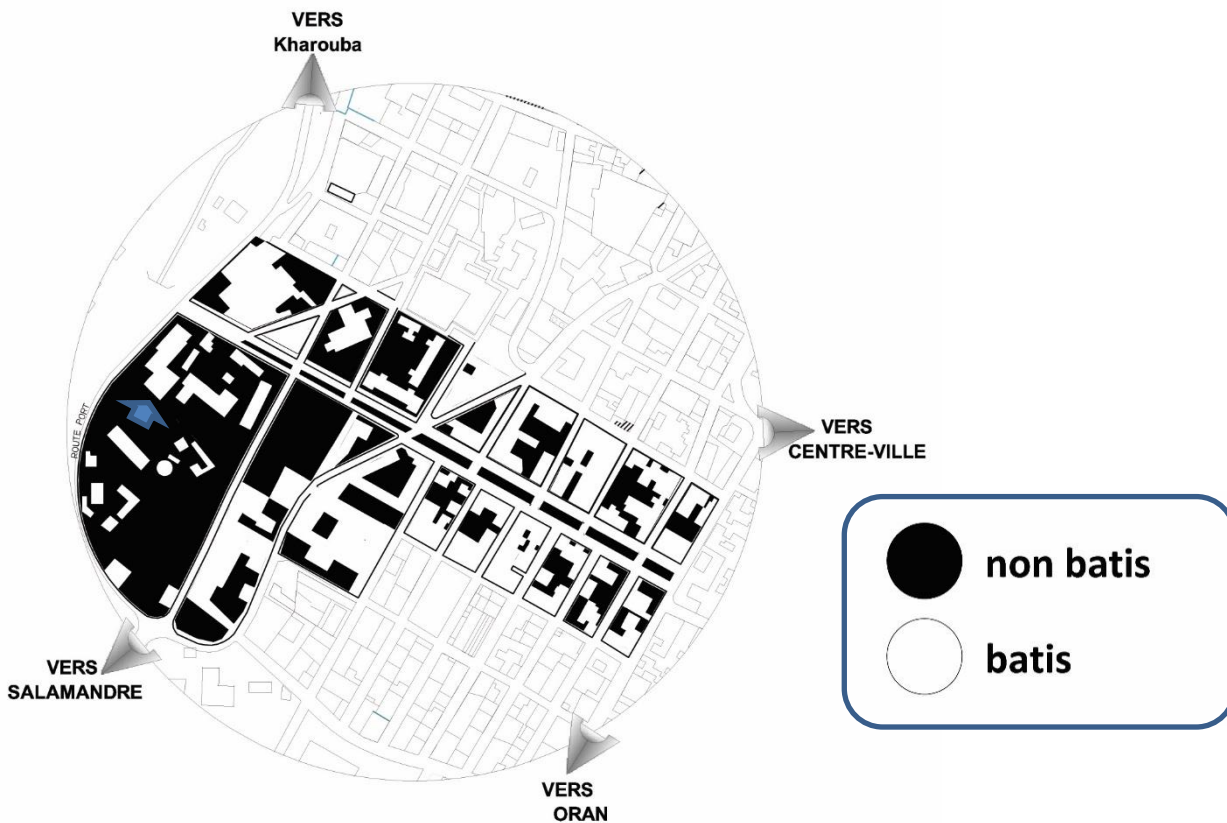 VERS
Kharouba
ROUTE PORT
VERS
CENTRE-VILLE
non batis
batis
VERS
SALAMANDRE
VERS
ORAN